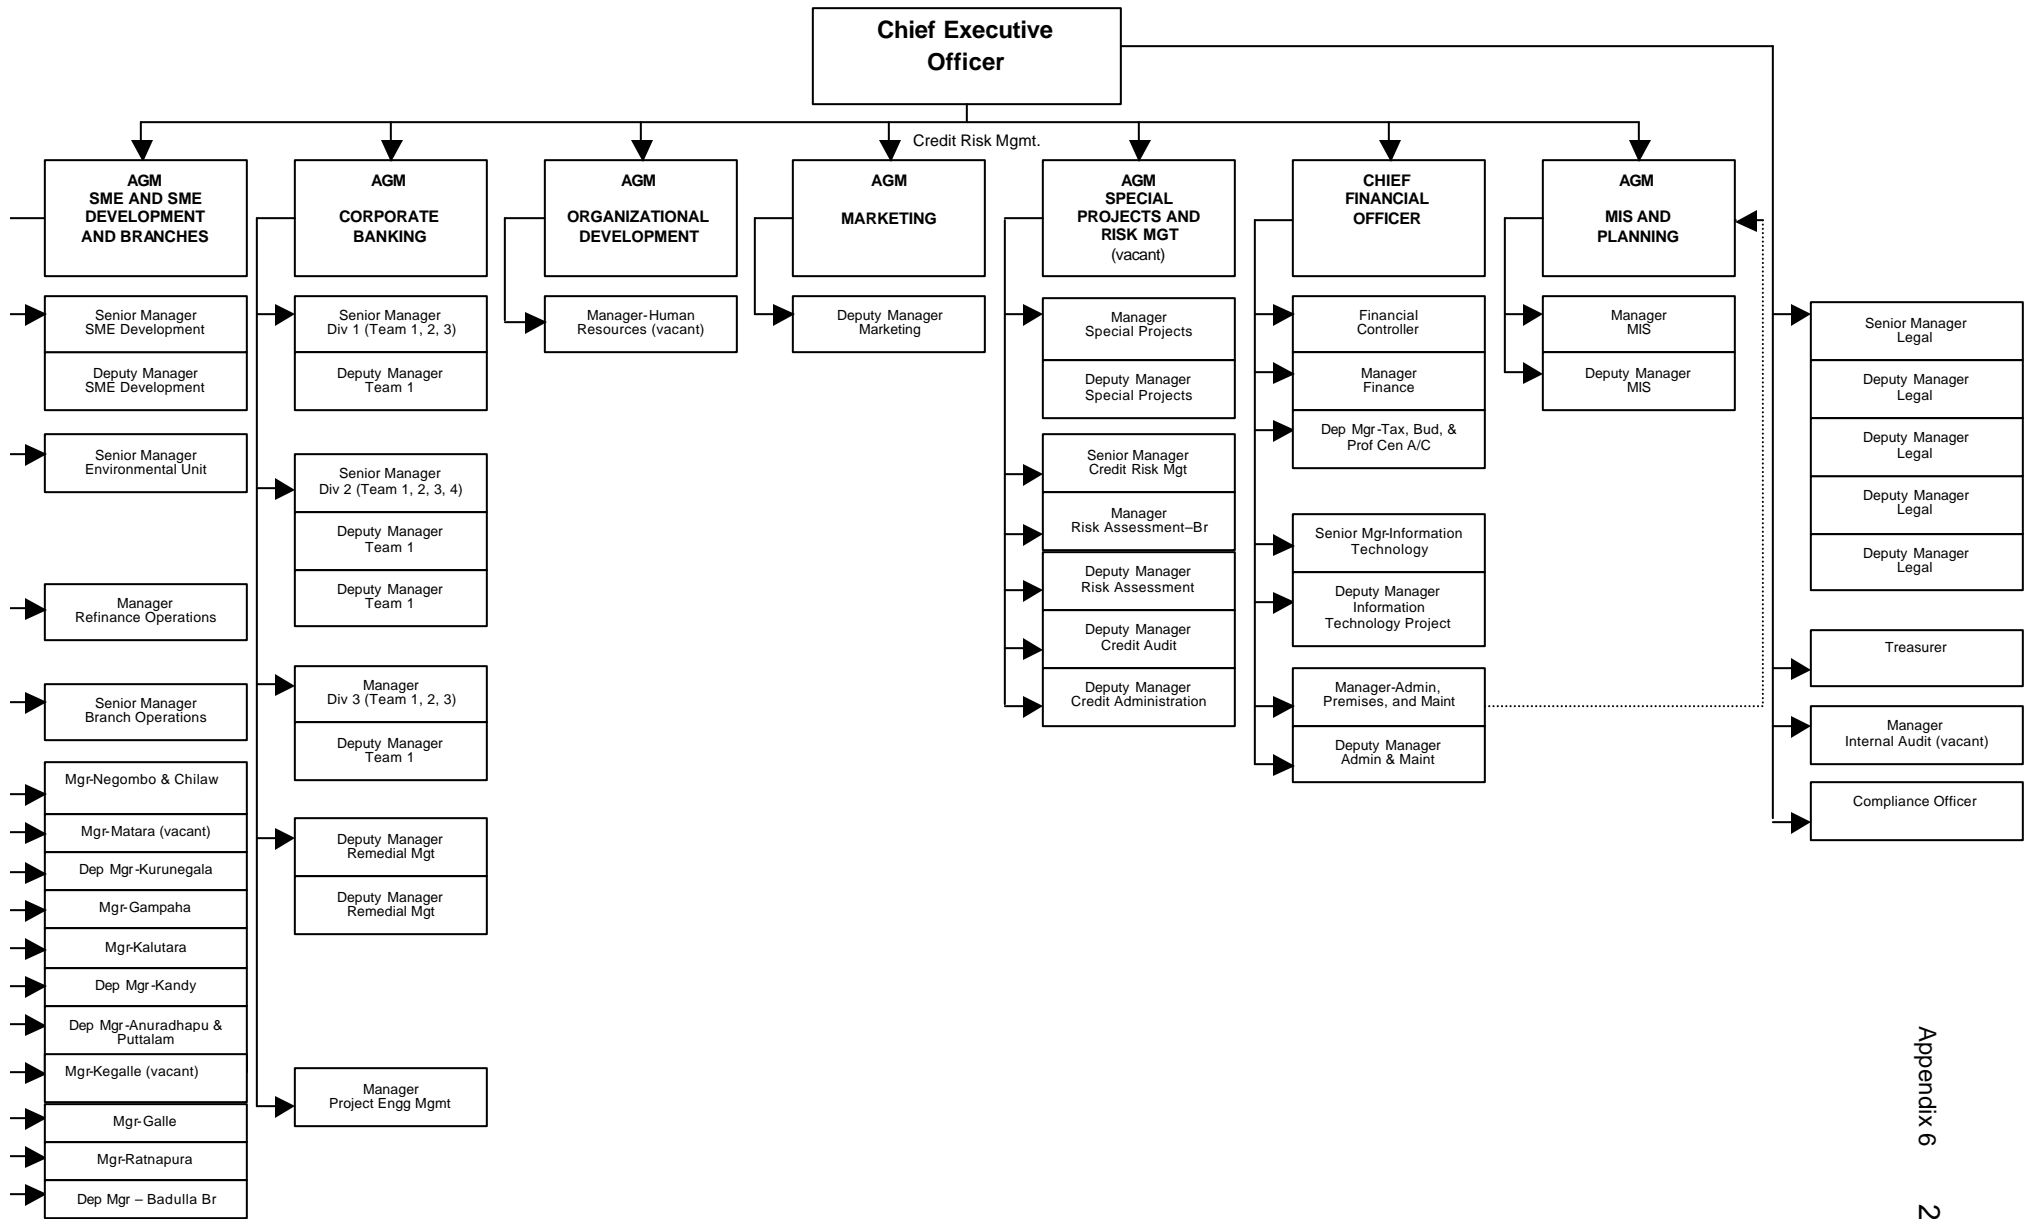 Chief Executive
Officer
Credit Risk Mgmt.
AGM
SME AND SME
DEVELOPMENT
AND BRANCHES
Senior Manager
SME Development
Deputy Manager
SME Development
Senior Manager
Environmental Unit
Manager
Refinance Operations
Senior Manager
Branch Operations
Mgr-Negombo & Chilaw
Mgr-Matara (vacant)
Dep Mgr-Kurunegala
Mgr-Gampaha
Mgr-Kalutara
Dep Mgr-Kandy
Dep Mgr-Anuradhapu &
Puttalam
Mgr-Kegalle (vacant)
Mgr-Galle
Mgr-Ratnapura
Dep Mgr – Badulla Br
AGM
CORPORATE
BANKING
Senior Manager
Div 1 (Team 1, 2, 3)
Deputy Manager
Team 1
Senior Manager
Div 2 (Team 1, 2, 3, 4)
Deputy Manager
Team 1
Deputy Manager
Team 1
Manager
Div 3 (Team 1, 2, 3)
Deputy Manager
Team 1
Deputy Manager
Remedial Mgt
Deputy Manager
Remedial Mgt
Manager
Project Engg Mgmt
AGM
ORGANIZATIONAL
DEVELOPMENT
Manager-Human
Resources (vacant)
AGM
MARKETING
Deputy Manager
Marketing
AGM
SPECIAL
PROJECTS AND
RISK MGT
(vacant)
Manager
Special Projects
Deputy Manager
Special Projects
Senior Manager
Credit Risk Mgt
Manager
Risk Assessment–Br
Deputy Manager
Risk Assessment
Deputy Manager
Credit Audit
Deputy Manager
Credit Administration
CHIEF
FINANCIAL
OFFICER
Financial
Controller
Manager
Finance
Dep Mgr-Tax, Bud, &
Prof Cen A/C
Senior Mgr-Information
Technology
Deputy Manager
Information
Technology Project
Manager-Admin,
Premises, and Maint
Deputy Manager
Admin & Maint
AGM
MIS AND
PLANNING
Manager
MIS
Deputy Manager
MIS
Senior Manager
Legal
Deputy Manager
Legal
Deputy Manager
Legal
Deputy Manager
Legal
Deputy Manager
Legal
Treasurer
Manager
Internal Audit (vacant)
Compliance Officer
Appendix 6 2